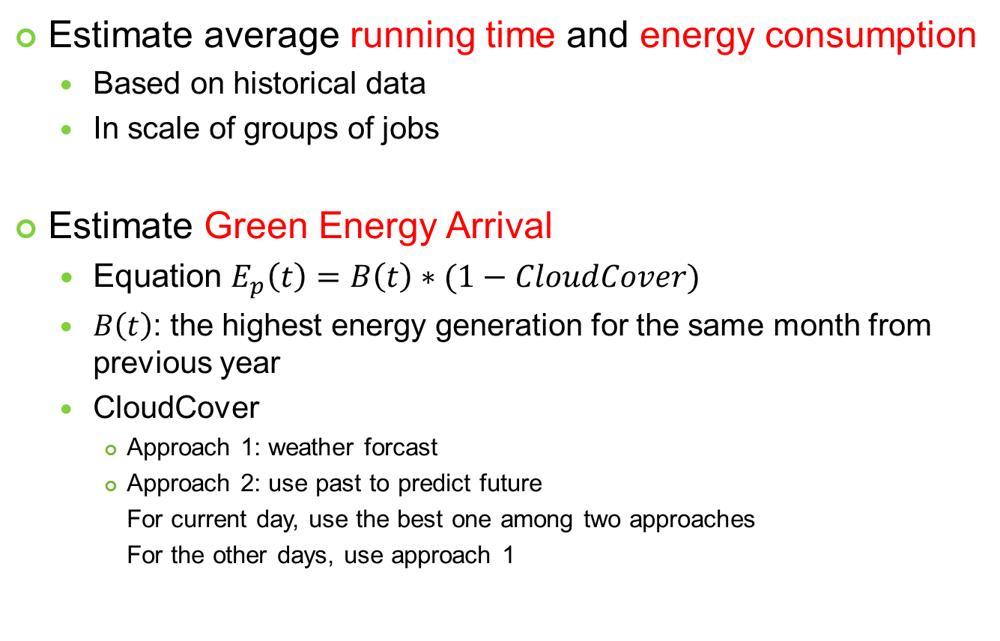 Estimate average running time and energy consumption
Based on historical data
In scale of groups of jobs
Estimate Green Energy Arrival
Equation E_p(t) = B(t) ∗ (1 − CloudCover)
B(t): the highest energy generation for the same month from
previous year
CloudCover
Approach 1: weather forcast
Approach 2: use past to predict future
For current day, use the best one among two approaches
For the other days, use approach 1